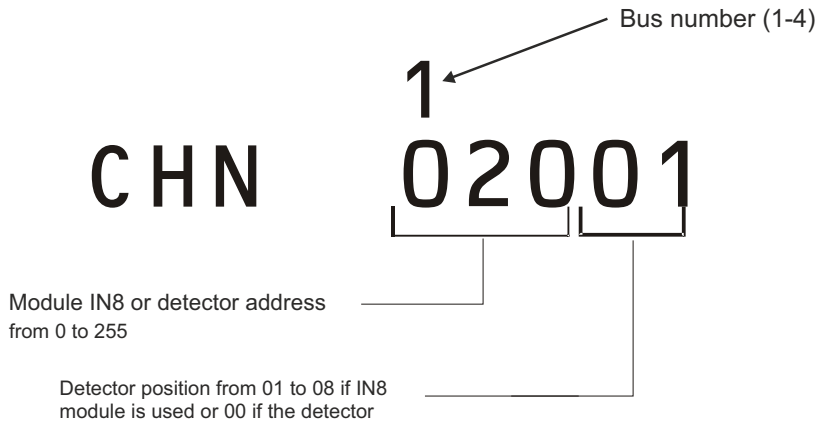 Bus number (1-4)
1
CHN 02001
Module IN8 or detector address
from 0 to 255
Detector position from 01 to 08 if IN8
module is used or 00 if the detector